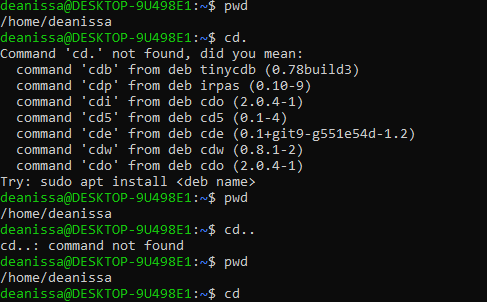 deanissa@DESKTOP-9U498E1:~$ pwd
/home/deanissa
deanissa@DESKTOP-9U498E1:~$ cd.
Command 'cd.' not found, did you mean:
  command 'cdb' from deb tinycdb (0.78build3)
  command 'cdp' from deb irpas (0.10-9)
  command 'cdi' from deb cdo (2.0.4-1)
  command 'cd5' from deb cd5 (0.1-4)
  command 'cde' from deb cde (0.1+git9-g551e54d-1.2)
  command 'cdw' from deb cdw (0.8.1-2)
  command 'cdo' from deb cdo (2.0.4-1)
Try: sudo apt install <deb name>
deanissa@DESKTOP-9U498E1:~$ pwd
/home/deanissa
deanissa@DESKTOP-9U498E1:~$ cd..
cd..: command not found
deanissa@DESKTOP-9U498E1:~$ pwd
/home/deanissa
deanissa@DESKTOP-9U498E1:~$ cd